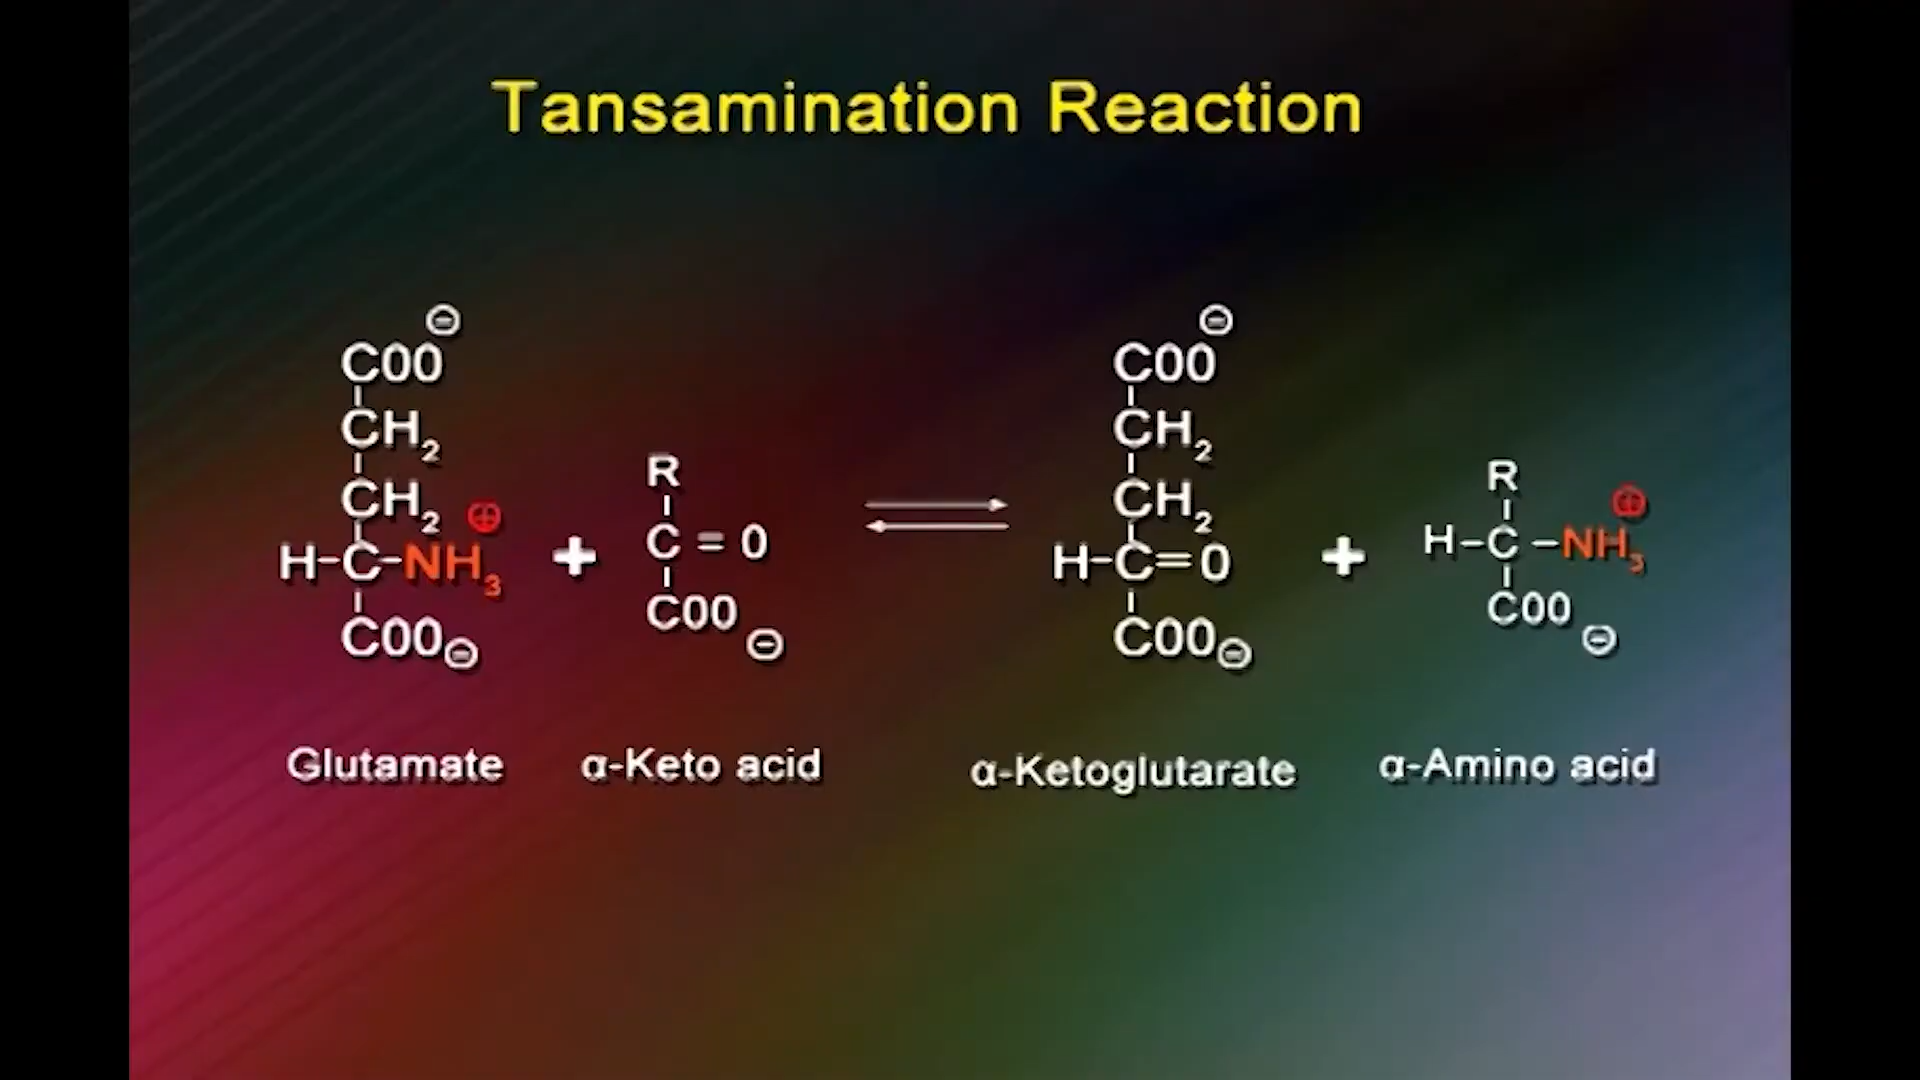 Tansamination Reaction
COO⊖
CH2
CH2
H-C-NH3⊕
COO⊖
+
R
C = O
COO⊖
⇌
COO⊖
CH2
CH2
H-C=O
COO⊖
+
R
H-C-NH3⊕
COO⊖
Glutamate
α-Keto acid
α-Ketoglutarate
α-Amino acid